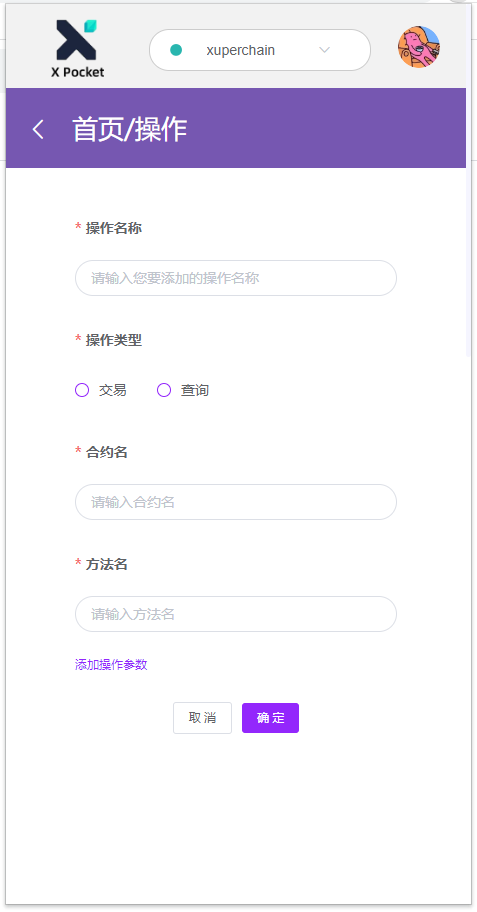 X Pocket
xuperchain
首页/操作
* 操作名称
请输入您要添加的操作名称
* 操作类型
交易 查询
* 合约名
请输入合约名
* 方法名
请输入方法名
添加操作参数
取消 确定